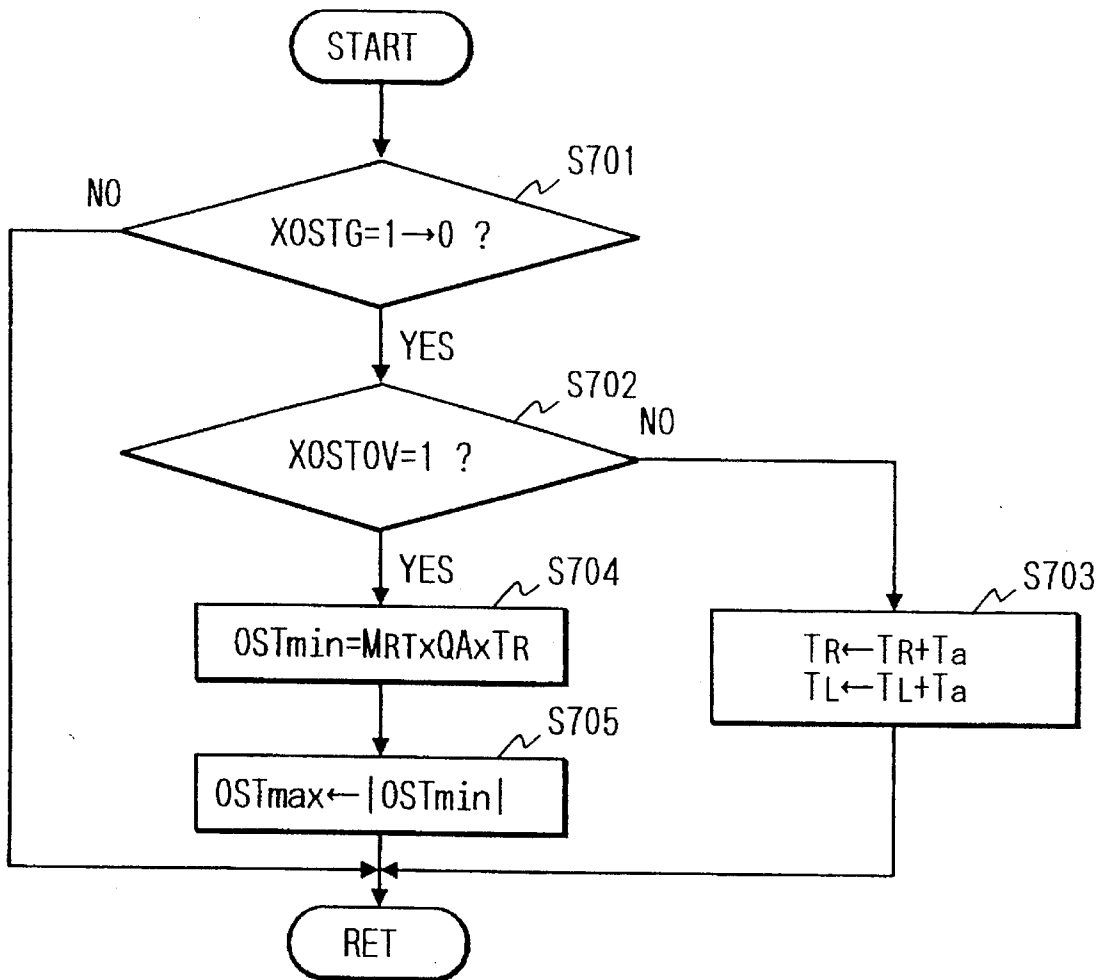 START
S701
NO
XOSTG=1→0 ?
YES
S702
NO
XOSTOV=1 ?
YES
S704
S703
OSTmin=MRTxQAxTR
TR←TR+Ta
TL←TL+Ta
S705
OSTmax←|OSTmin|
RET